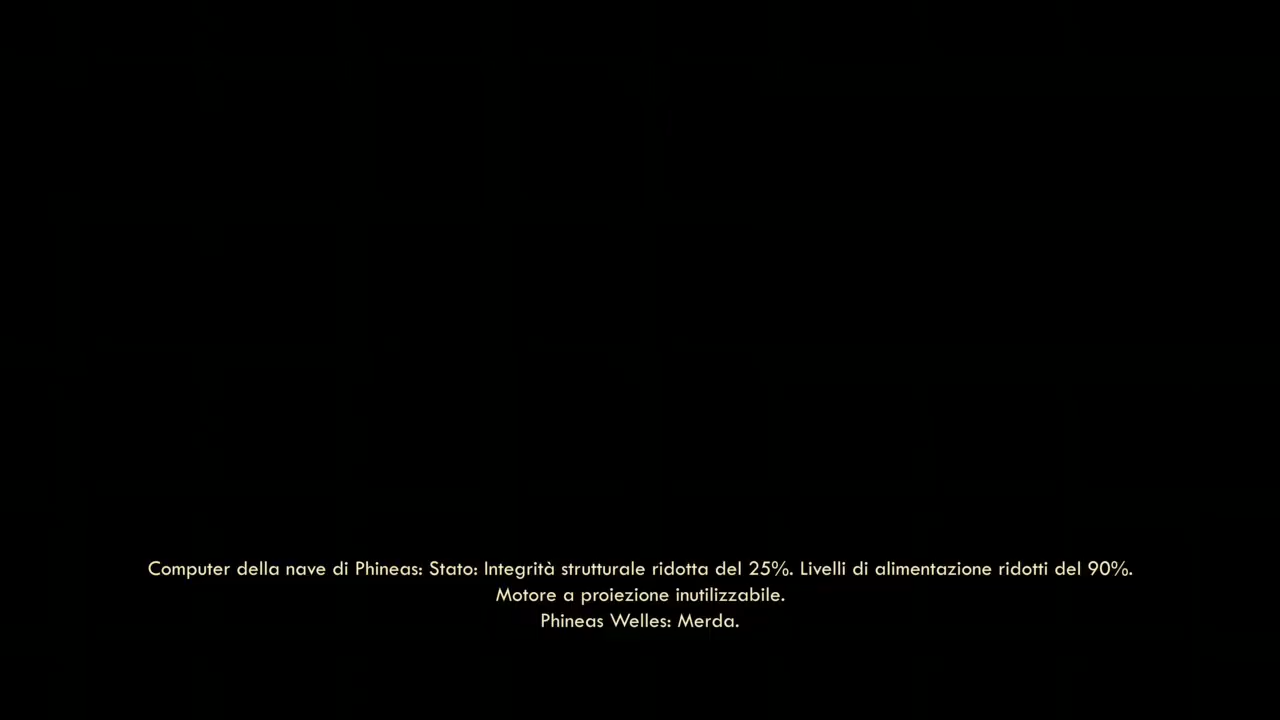 Computer della nave di Phineas: Stato: Integrità strutturale ridotta del 25%. Livelli di alimentazione ridotti del 90%.
Motore a proiezione inutilizzabile.
Phineas Welles: Merda.